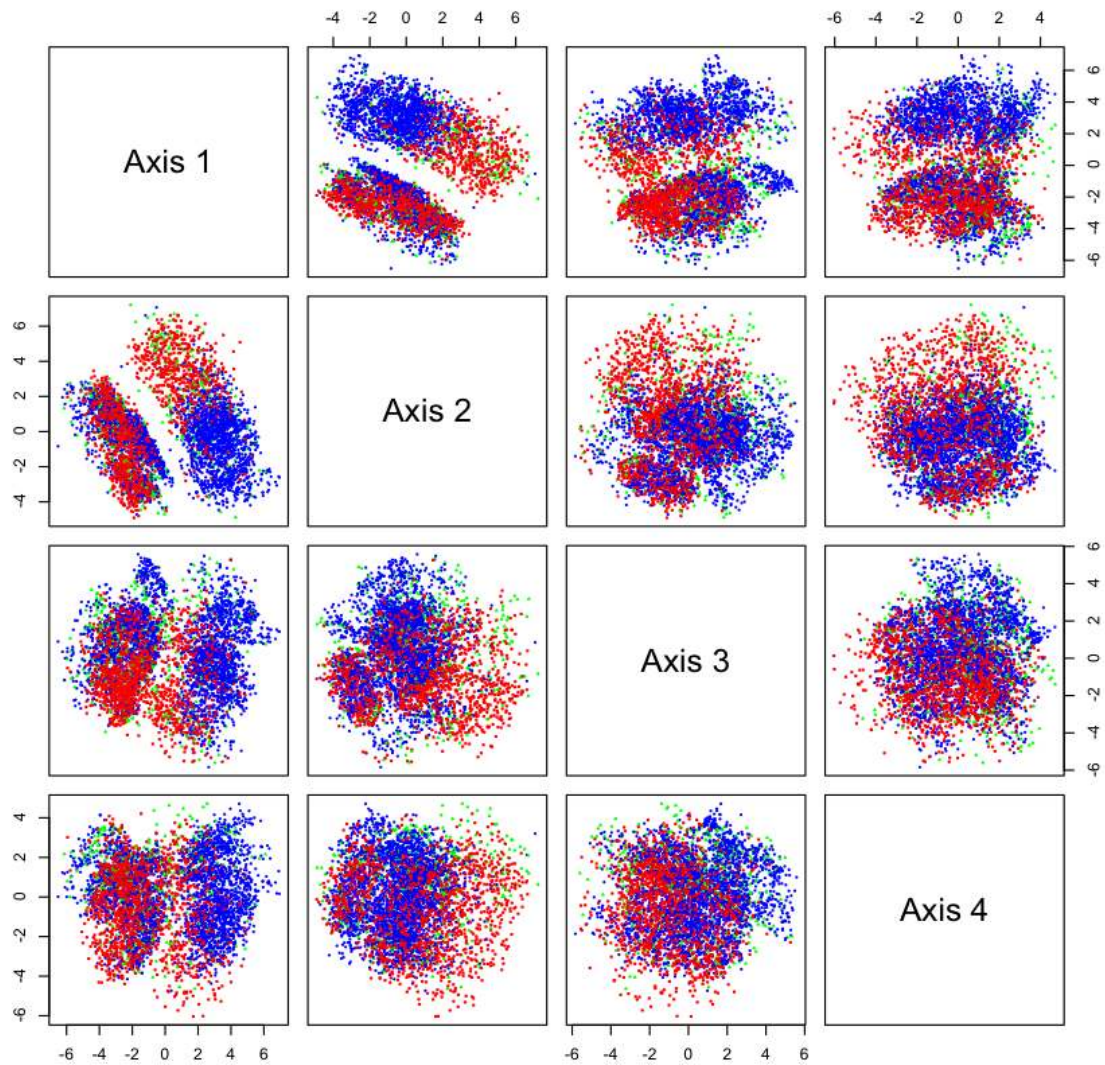 -4 -2 0 2 4 6 -6 -4 -2 0 2 4
Axis 1
-6 -4 -2 0 2 4 6
Axis 2
-4 -2 0 2 4 6
Axis 3
-6 -4 -2 0 2 4 6
Axis 4
-6 -4 -2 0 2 4
-6 -4 -2 0 2 4 6 -6 -4 -2 0 2 4 6